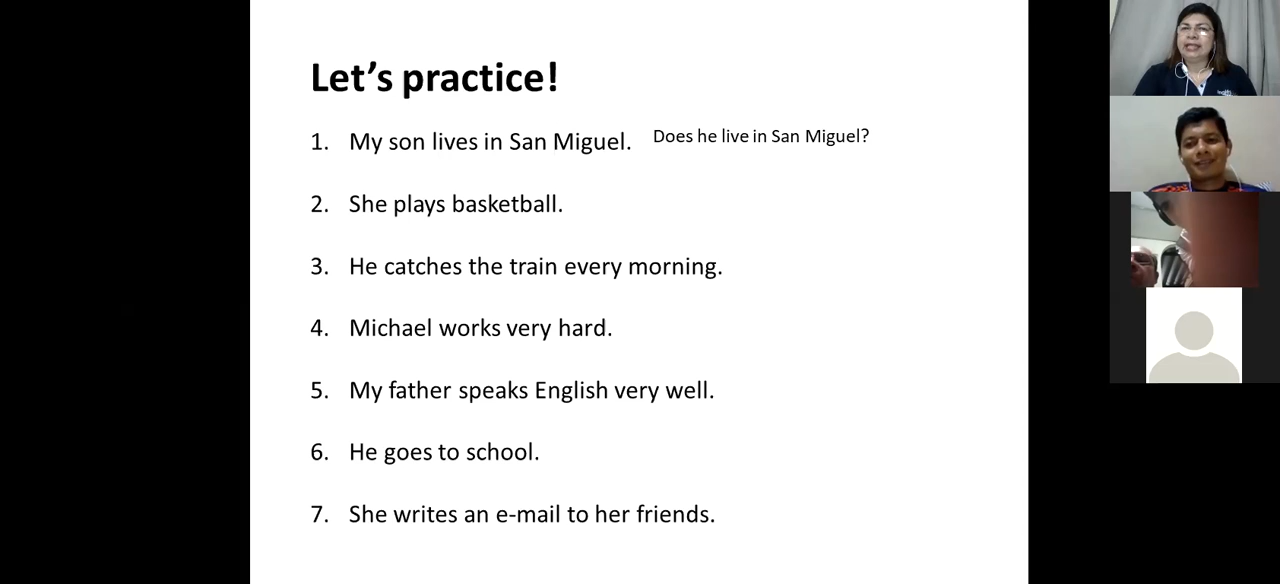 Let's practice!
1. My son lives in San Miguel. Does he live in San Miguel?
2. She plays basketball.
3. He catches the train every morning.
4. Michael works very hard.
5. My father speaks English very well.
6. He goes to school.
7. She writes an e-mail to her friends.